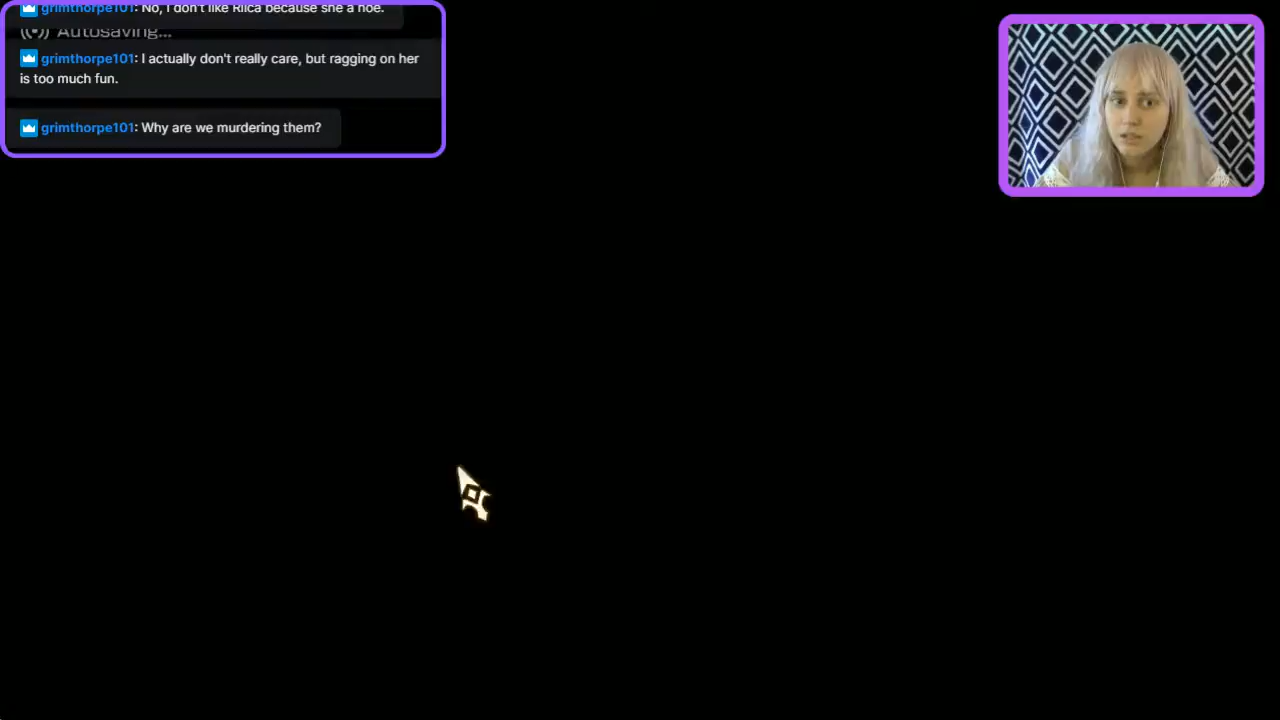 grimthorpe101: No, I don't like Rilca because she a hoe.
Autosaving...
grimthorpe101: I actually don't really care, but ragging on her
is too much fun.
grimthorpe101: Why are we murdering them?